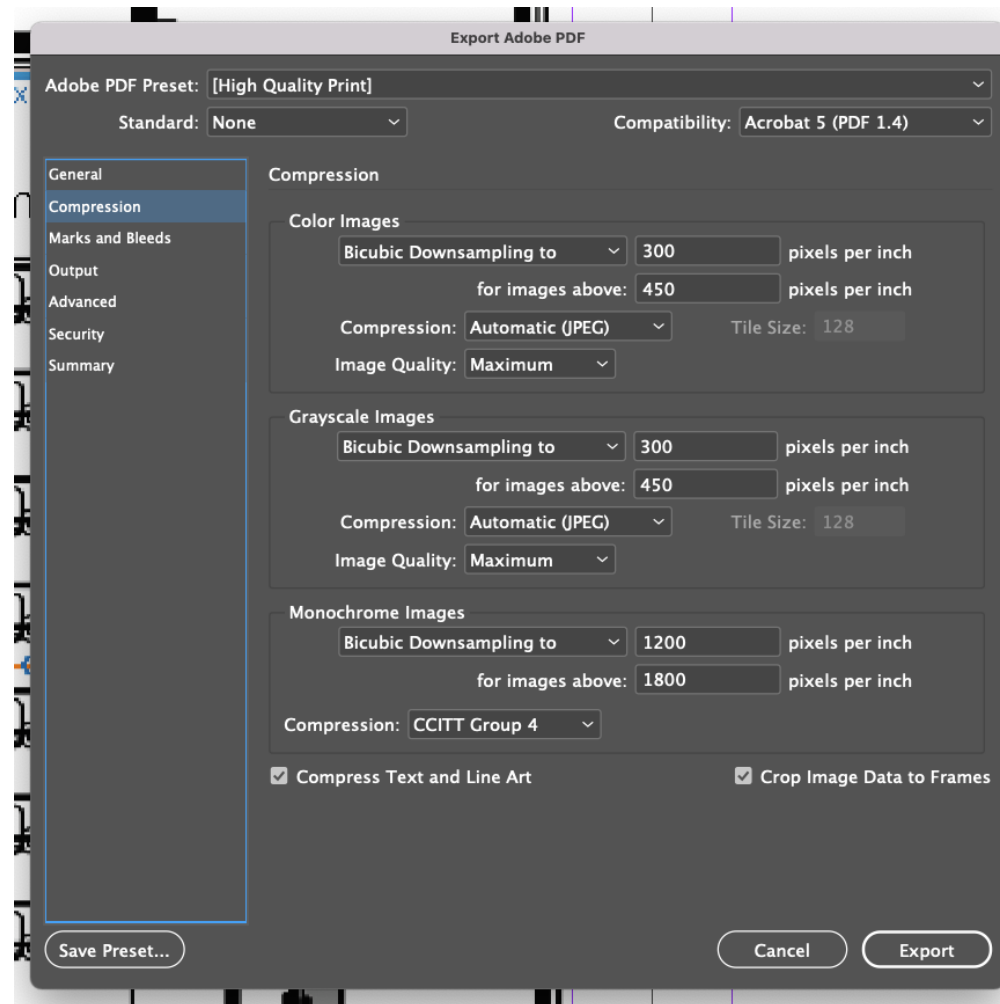 Export Adobe PDF
Adobe PDF Preset: [High Quality Print]
Standard: None Compatibility: Acrobat 5 (PDF 1.4)
General
Compression
Marks and Bleeds
Output
Advanced
Security
Summary
Compression
Color Images
Bicubic Downsampling to 300 pixels per inch
for images above: 450 pixels per inch
Compression: Automatic (JPEG) Tile Size: 128
Image Quality: Maximum
Grayscale Images
Bicubic Downsampling to 300 pixels per inch
for images above: 450 pixels per inch
Compression: Automatic (JPEG) Tile Size: 128
Image Quality: Maximum
Monochrome Images
Bicubic Downsampling to 1200 pixels per inch
for images above: 1800 pixels per inch
Compression: CCITT Group 4
Compress Text and Line Art Crop Image Data to Frames
Save Preset... Cancel Export